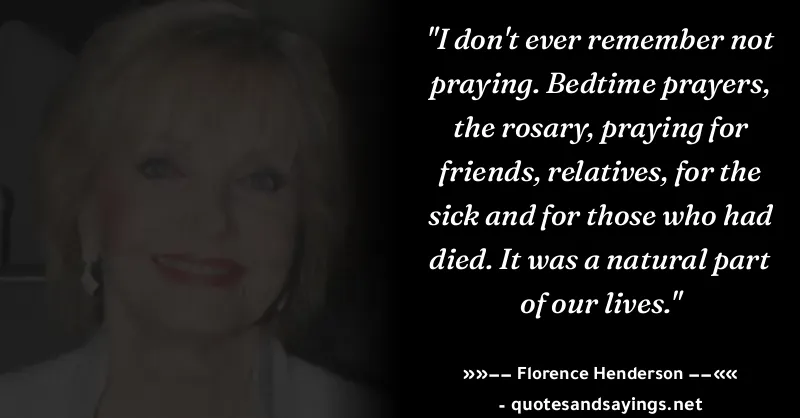 "I don't ever remember not
praying. Bedtime prayers,
the rosary, praying for
friends, relatives, for the
sick and for those who had
died. It was a natural part
of our lives."
»»−− Florence Henderson −−««
- quotesandsayings.net